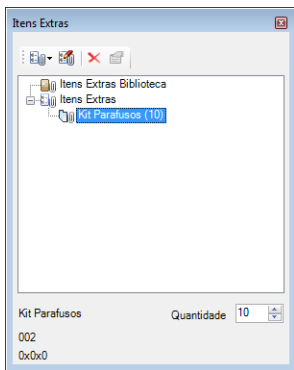 Itens Extras
Itens Extras Biblioteca
Itens Extras
Kit Parafusos (10)
Kit Parafusos
Quantidade 10
002
0x0x0